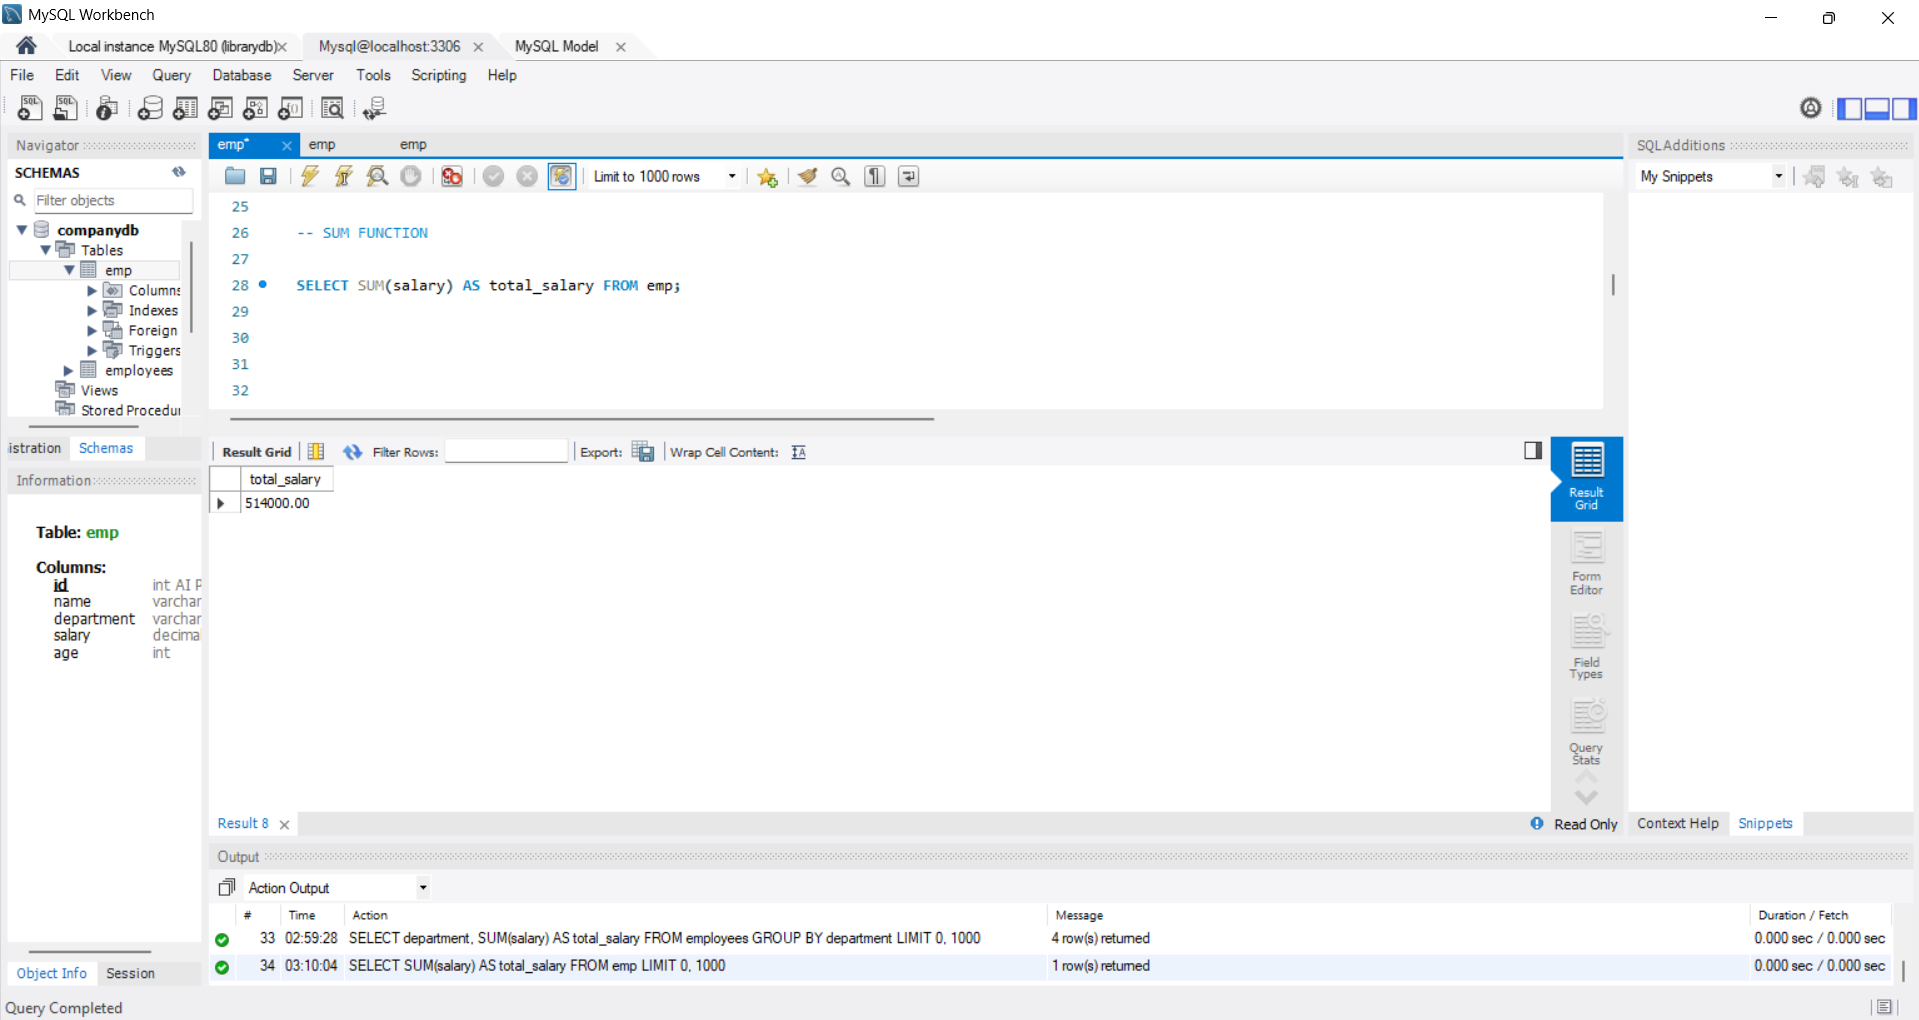 MySQL Workbench
Local instance MySQL80 (librarydb)
Mysql@localhost:3306
MySQL Model
File Edit View Query Database Server Tools Scripting Help
Navigator
SCHEMAS
Filter objects
companydb
Tables
emp
Columns
Indexes
Foreign
Triggers
employees
Views
Stored Procedu
istration Schemas
Information
Table: emp
Columns:
id int AI P
name varchar
department varchar
salary decimal
age int
Object Info Session
emp* emp emp
Limit to 1000 rows
25
26 -- SUM FUNCTION
27
28 SELECT SUM(salary) AS total_salary FROM emp;
29
30
31
32
Result Grid Filter Rows: Export: Wrap Cell Content:
total_salary
514000.00
Result Grid
Form Editor
Field Types
Query Stats
Result 8
Read Only
SQLAdditions
My Snippets
Context Help Snippets
Output
Action Output
# Time Action Message Duration / Fetch
33 02:59:28 SELECT department, SUM(salary) AS total_salary FROM employees GROUP BY department LIMIT 0, 1000 4 row(s) returned 0.000 sec / 0.000 sec
34 03:10:04 SELECT SUM(salary) AS total_salary FROM emp LIMIT 0, 1000 1 row(s) returned 0.000 sec / 0.000 sec
Query Completed